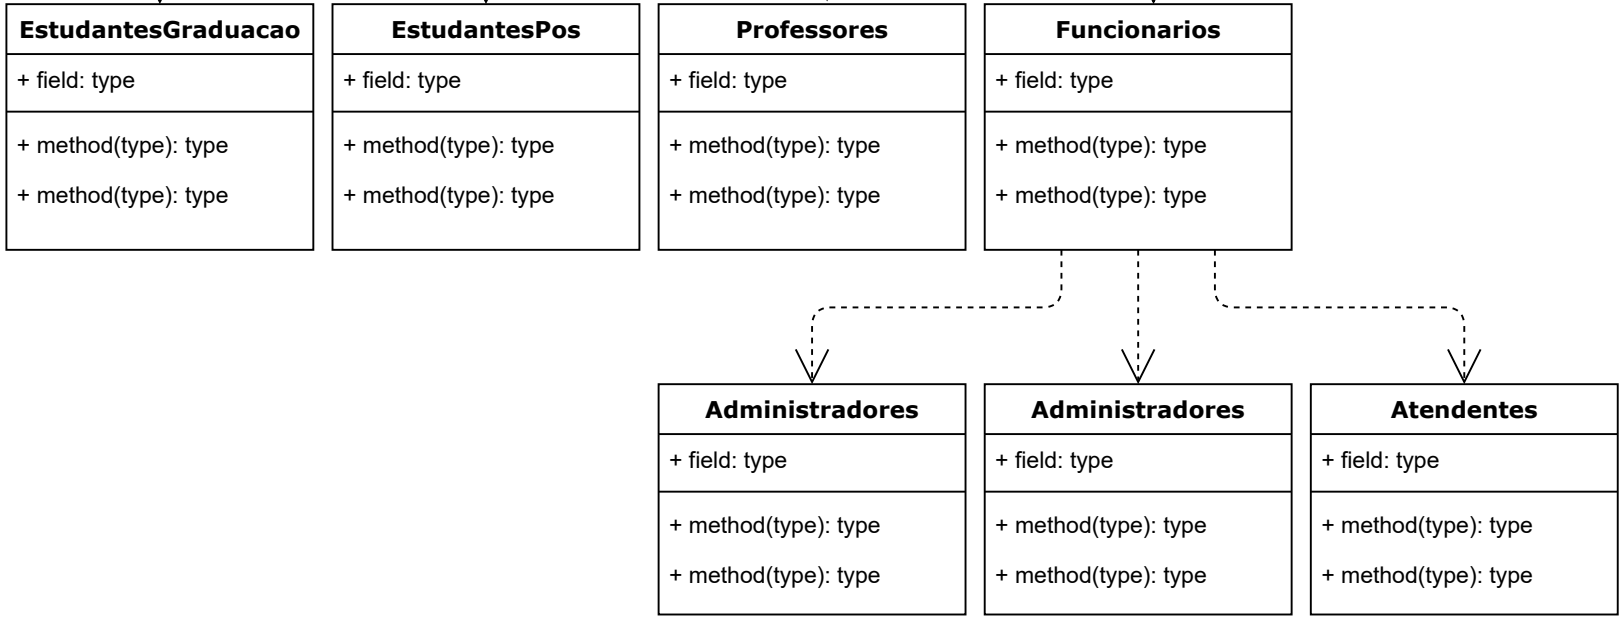 EstudantesGraduacao
+ field: type
+ method(type): type
+ method(type): type
EstudantesPos
+ field: type
+ method(type): type
+ method(type): type
Professores
+ field: type
+ method(type): type
+ method(type): type
Funcionarios
+ field: type
+ method(type): type
+ method(type): type
Administradores
+ field: type
+ method(type): type
+ method(type): type
Administradores
+ field: type
+ method(type): type
+ method(type): type
Atendentes
+ field: type
+ method(type): type
+ method(type): type